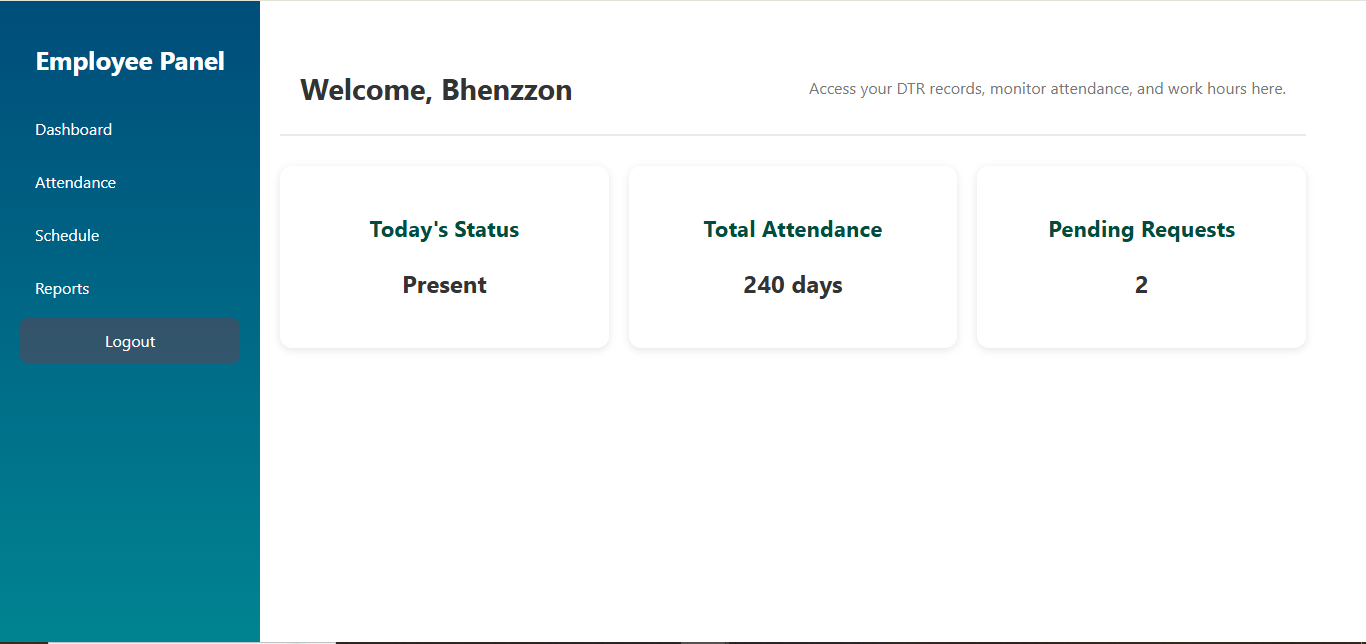 Employee Panel
Dashboard
Attendance
Schedule
Reports
Logout
Welcome, Bhenzzon
Access your DTR records, monitor attendance, and work hours here.
Today's Status
Present
Total Attendance
240 days
Pending Requests
2